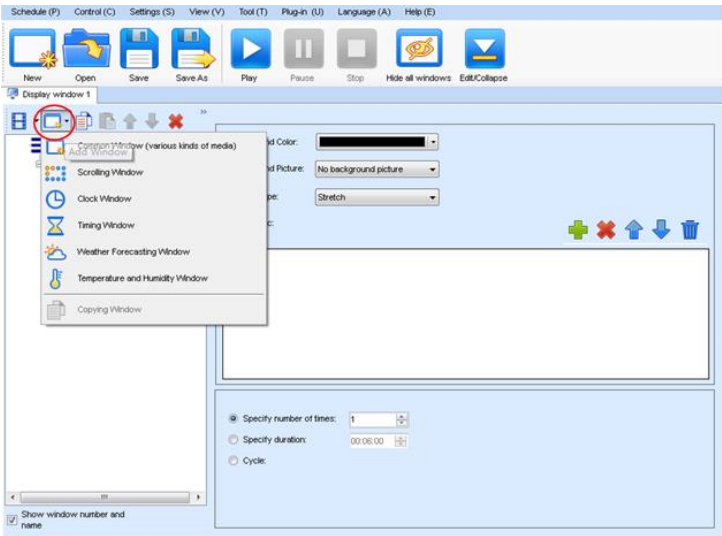 Schedule (P) Control (C) Settings (S) View (V) Tool (T) Plug-in (U) Language (A) Help (E)
New Open Save Save As Play Pause Stop Hide all windows Edit/Collapse
Display window 1
Common Window (various kinds of media)
Add Window
Scrolling Window
Clock Window
Timing Window
Weather Forecasting Window
Temperature and Humidity Window
Copying Window
Color:
Picture:
No background picture
Stretch
Specify number of times: 1
Specify duration: 00:06:00
Cycle:
Show window number and
name